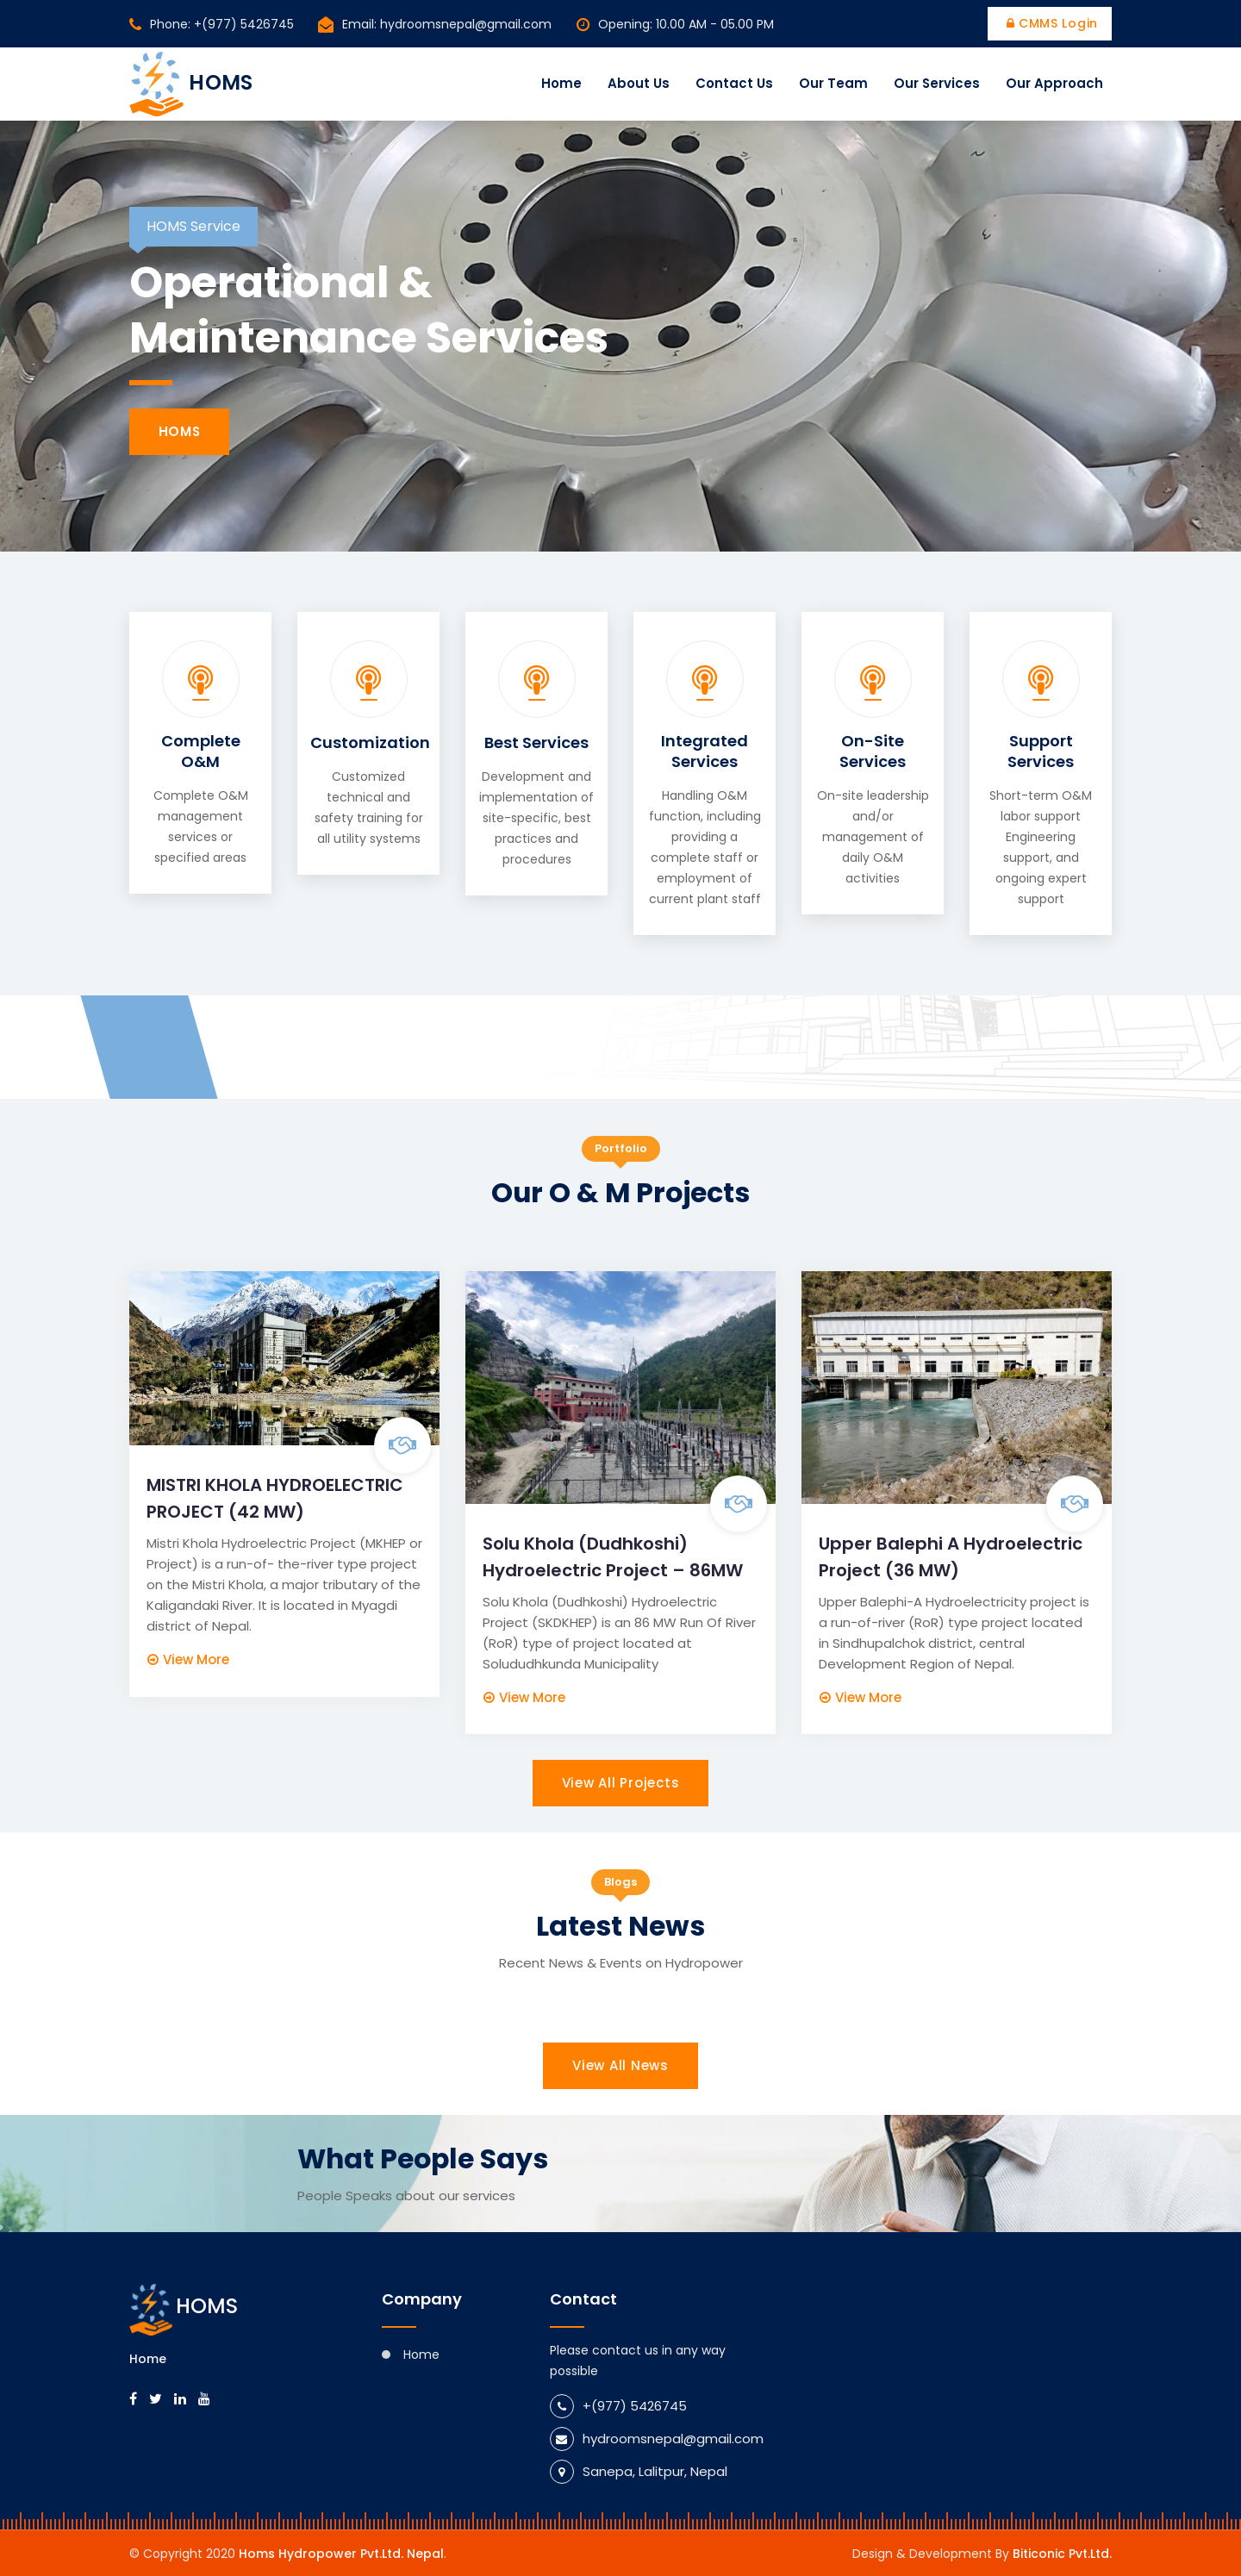 Phone: +(977) 5426745
Email: hydroomsnepal@gmail.com
Opening: 10.00 AM - 05.00 PM
CMMS Login
HOMS
Home
About Us
Contact Us
Our Team
Our Services
Our Approach
HOMS Service
Operational &
Maintenance Services
HOMS
Complete
O&M
Complete O&M
management
services or
specified areas
Customization
Customized
technical and
safety training for
all utility systems
Best Services
Development and
implementation of
site-specific, best
practices and
procedures
Integrated
Services
Handling O&M
function, including
providing a
complete staff or
employment of
current plant staff
On-Site
Services
On-site leadership
and/or
management of
daily O&M
activities
Support
Services
Short-term O&M
labor support
Engineering
support, and
ongoing expert
support
Portfolio
Our O & M Projects
MISTRI KHOLA HYDROELECTRIC
PROJECT (42 MW)
Mistri Khola Hydroelectric Project (MKHEP or
Project) is a run-of- the-river type project
on the Mistri Khola, a major tributary of the
Kaligandaki River. It is located in Myagdi
district of Nepal.
View More
Solu Khola (Dudhkoshi)
Hydroelectric Project – 86MW
Solu Khola (Dudhkoshi) Hydroelectric
Project (SKDKHEP) is an 86 MW Run Of River
(RoR) type of project located at
Solududhkunda Municipality
View More
Upper Balephi A Hydroelectric
Project (36 MW)
Upper Balephi-A Hydroelectricity project is
a run-of-river (RoR) type project located
in Sindhupalchok district, central
Development Region of Nepal.
View More
View All Projects
Blogs
Latest News
Recent News & Events on Hydropower
View All News
What People Says
People Speaks about our services
HOMS
Home
Company
Home
Contact
Please contact us in any way
possible
+(977) 5426745
hydroomsnepal@gmail.com
Sanepa, Lalitpur, Nepal
© Copyright 2020 Homs Hydropower Pvt.Ltd. Nepal.
Design & Development By Biticonic Pvt.Ltd.